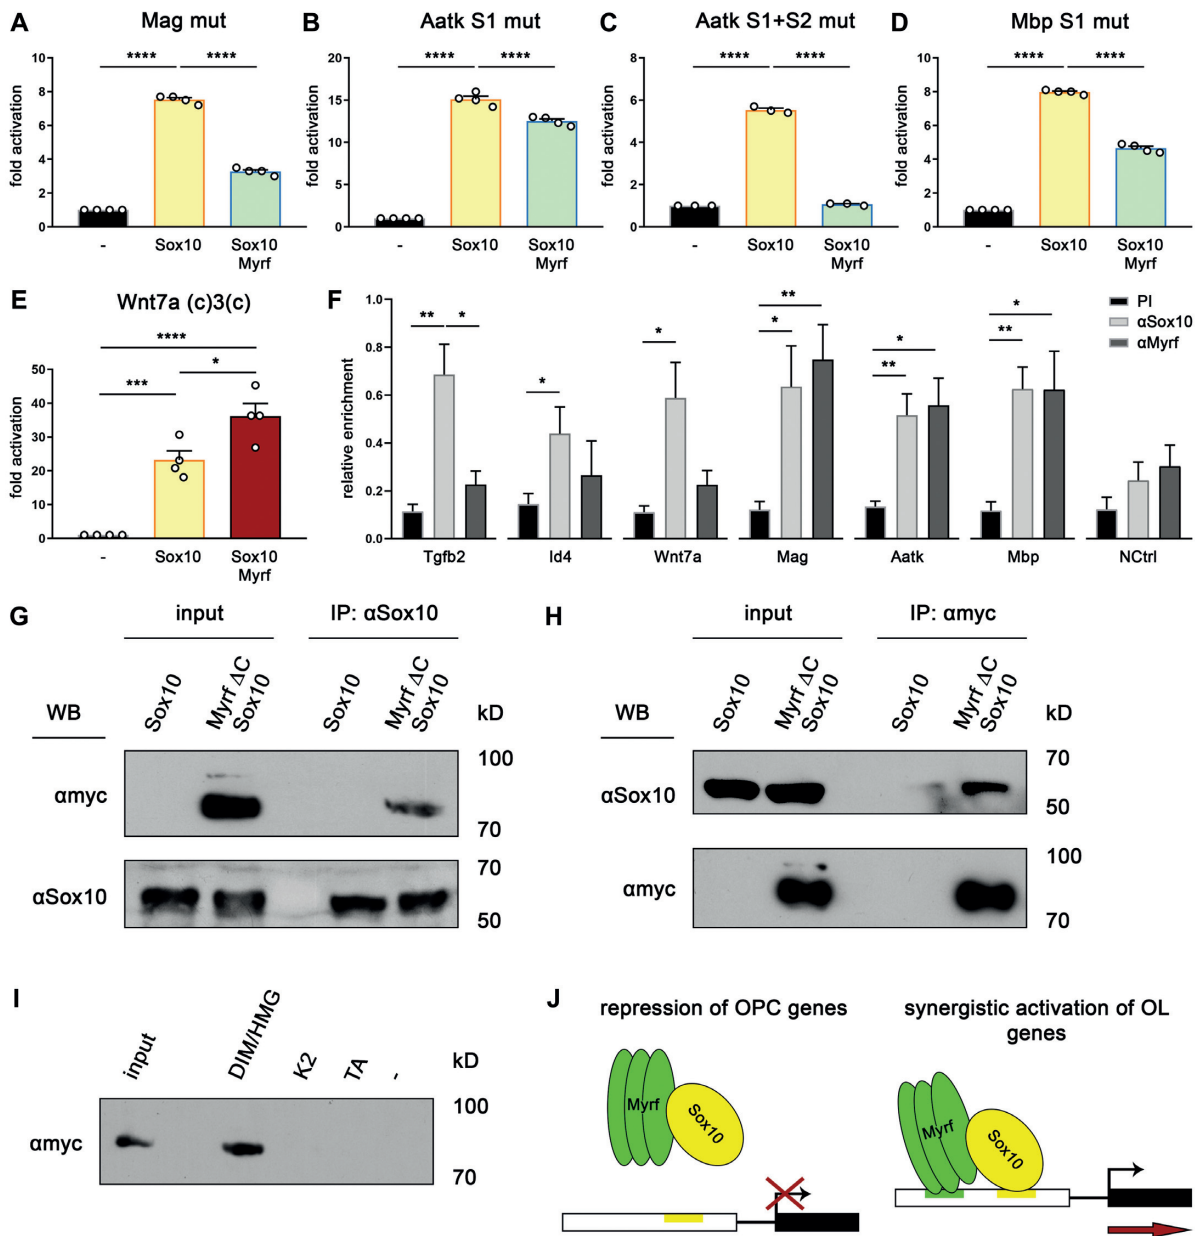 A
Mag mut
fold activation
10
8
6
4
2
0
****
****
-
Sox10
Sox10
Myrf
B
Aatk S1 mut
fold activation
20
15
10
5
0
****
****
-
Sox10
Sox10
Myrf
C
Aatk S1+S2 mut
fold activation
8
6
4
2
0
****
****
-
Sox10
Sox10
Myrf
D
Mbp S1 mut
fold activation
10
8
6
4
2
0
****
****
-
Sox10
Sox10
Myrf
E
Wnt7a (c)3(c)
fold activation
50
40
30
20
10
0
****
***
*
-
Sox10
Sox10
Myrf
F
relative enrichment
1.0
0.8
0.6
0.4
0.2
0.0
**
*
*
*
**
*
*
**
*
**
PI
αSox10
αMyrf
Tgfb2
Id4
Wnt7a
Mag
Aatk
Mbp
NCtrl
G
input
IP: αSox10
WB
Sox10
Myrf ΔC
Sox10
Sox10
Myrf ΔC
Sox10
kD
αmyc
100
70
αSox10
70
50
H
input
IP: αmyc
WB
Sox10
Myrf ΔC
Sox10
Sox10
Myrf ΔC
Sox10
kD
αSox10
70
50
αmyc
100
70
I
input
DIM/HMG
K2
TA
-
kD
αmyc
100
70
J
repression of OPC genes
Myrf
Sox10
synergistic activation of OL
genes
Myrf
Sox10